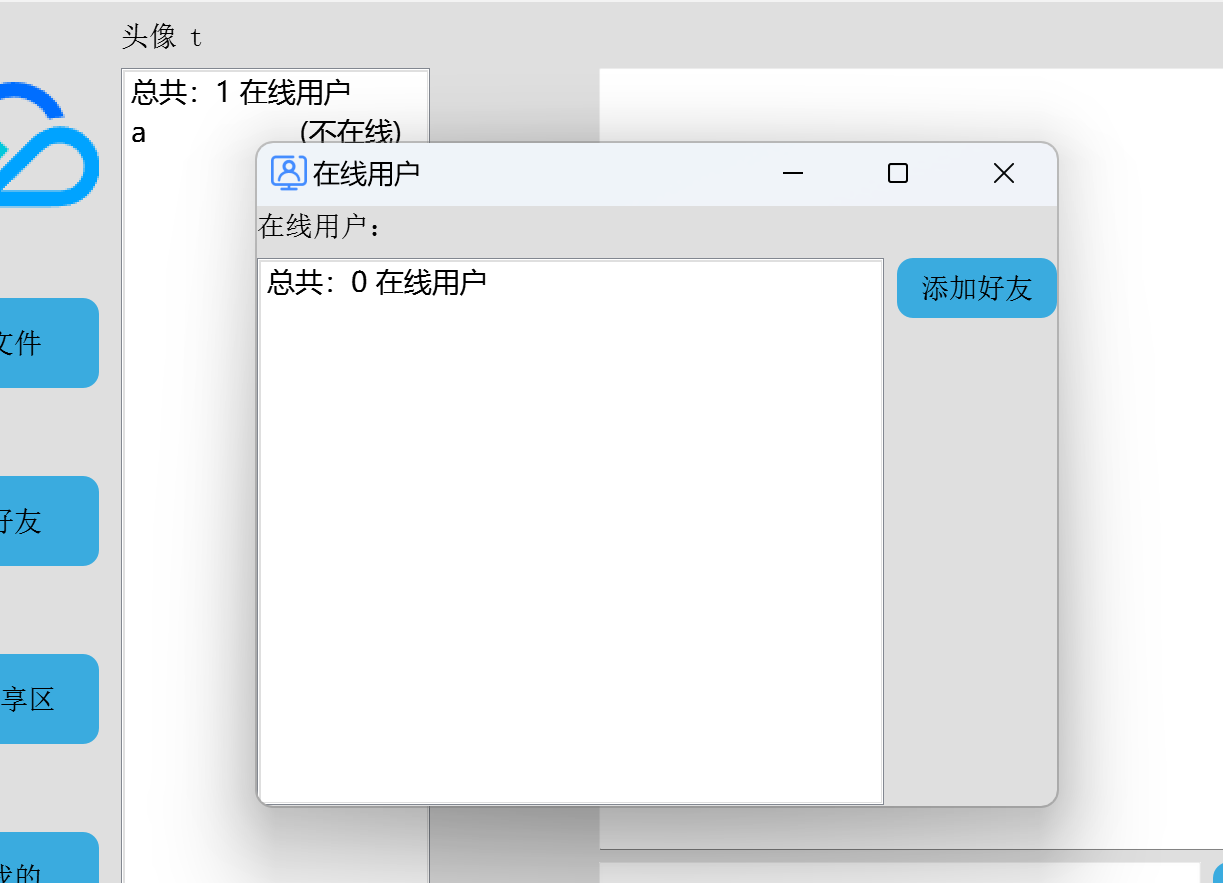 头像 t
总共：1 在线用户
a (不在线)
在线用户
在线用户：
总共：0 在线用户
添加好友
文件
好友
享区
我的